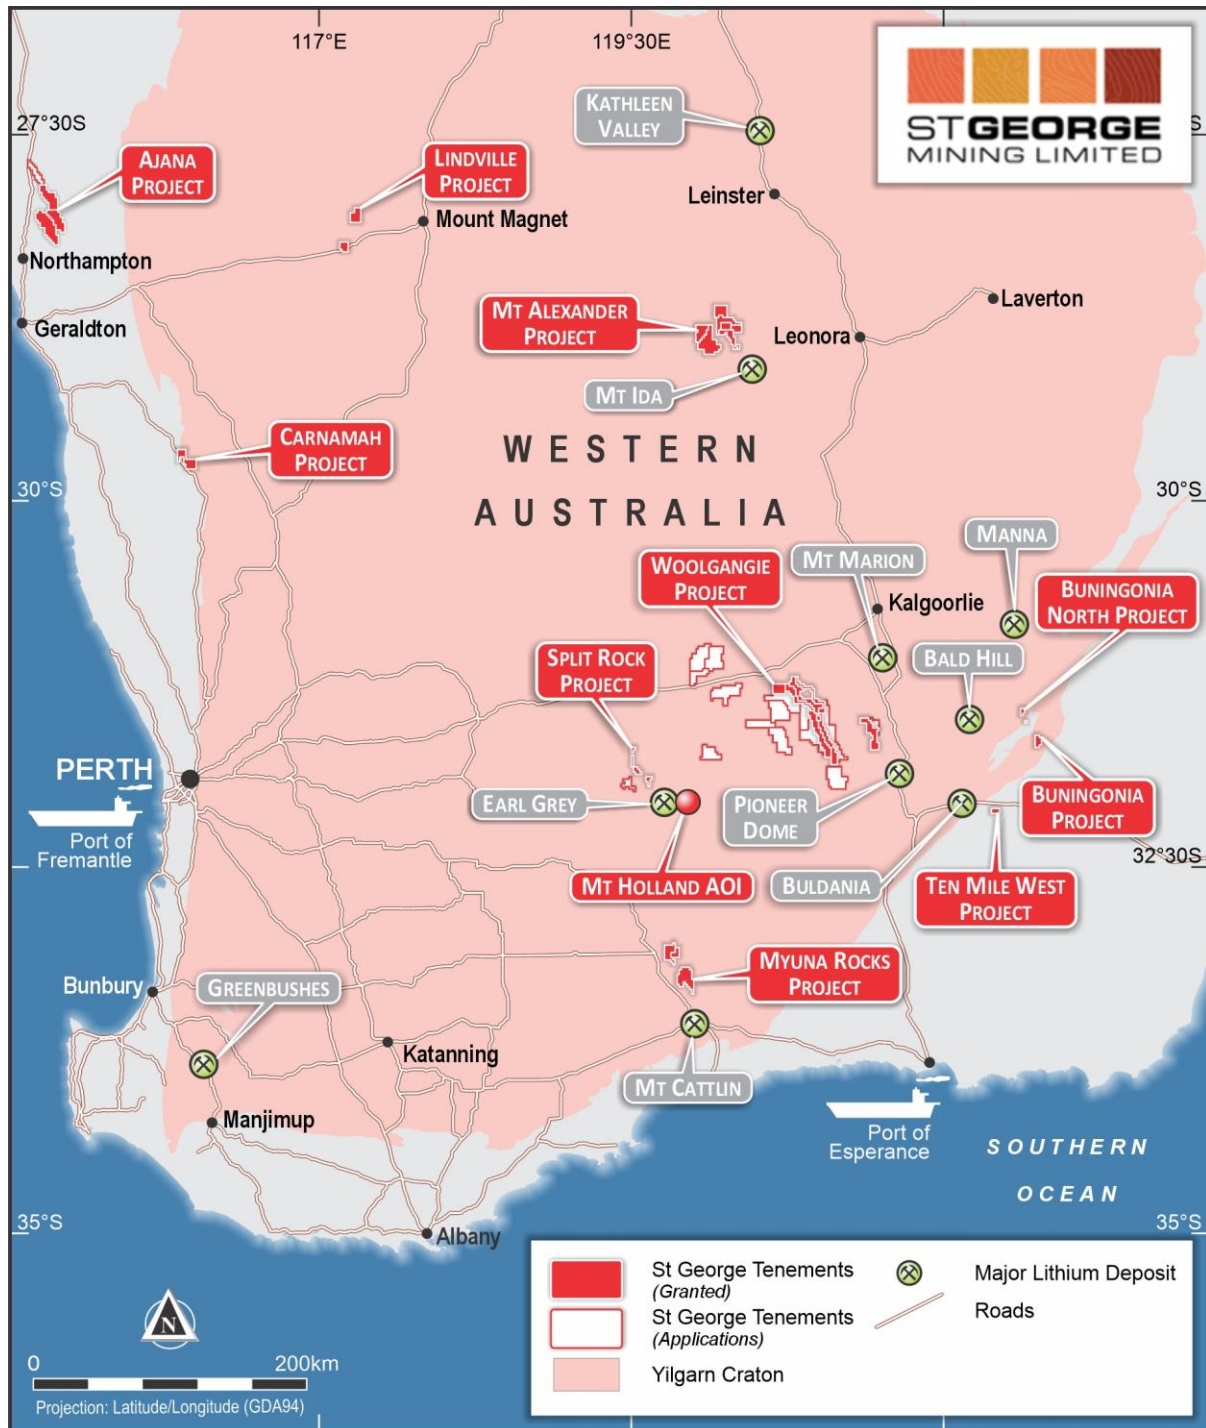 117°E
119°30E
STGEORGE
MINING LIMITED
27°30S
S
KATHLEEN
VALLEY
AJANA
PROJECT
LINDVILLE
PROJECT
Leinster
Mount Magnet
Northampton
Laverton
MT ALEXANDER
PROJECT
Geraldton
Leonora
MT IDA
CARNAMAH
PROJECT
WESTERN
AUSTRALIA
30°S
30°S
MANNA
WOOLGANGIE
PROJECT
MT MARION
BUNINGONIA
NORTH PROJECT
Kalgoorlie
SPLIT ROCK
PROJECT
BALD HILL
PERTH
EARL GREY
PIONEER
DOME
BUNINGONIA
PROJECT
Port of
Fremantle
32°30S
MT HOLLAND AOI
BULDANIA
TEN MILE WEST
PROJECT
MYUNA ROCKS
PROJECT
Bunbury
GREENBUSHES
Katanning
MT CATTLIN
Manjimup
Port of
Esperance
SOUTHERN
OCEAN
35°S
35°S
Albany
St George Tenements
(Granted)
Major Lithium Deposit
St George Tenements
(Applications)
Roads
Yilgarn Craton
N
0 200km
Projection: Latitude/Longitude (GDA94)